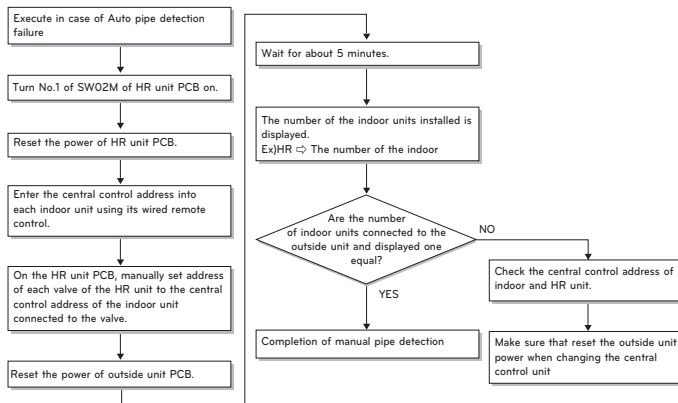 Execute in case of Auto pipe detection
failure
Turn No.1 of SW02M of HR unit PCB on.
Reset the power of HR unit PCB.
Enter the central control address into
each indoor unit using its wired remote
control.
On the HR unit PCB, manually set address
of each valve of the HR unit to the central
control address of the indoor unit
connected to the valve.
Reset the power of outside unit PCB.
Wait for about 5 minutes.
The number of the indoor units installed is
displayed.
Ex)HR ⇨ The number of the indoor
Are the number
of indoor units connected to the
outside unit and displayed one
equal?
NO
YES
Check the central control address of
indoor and HR unit.
Completion of manual pipe detection
Make sure that reset the outside unit
power when changing the central
control unit